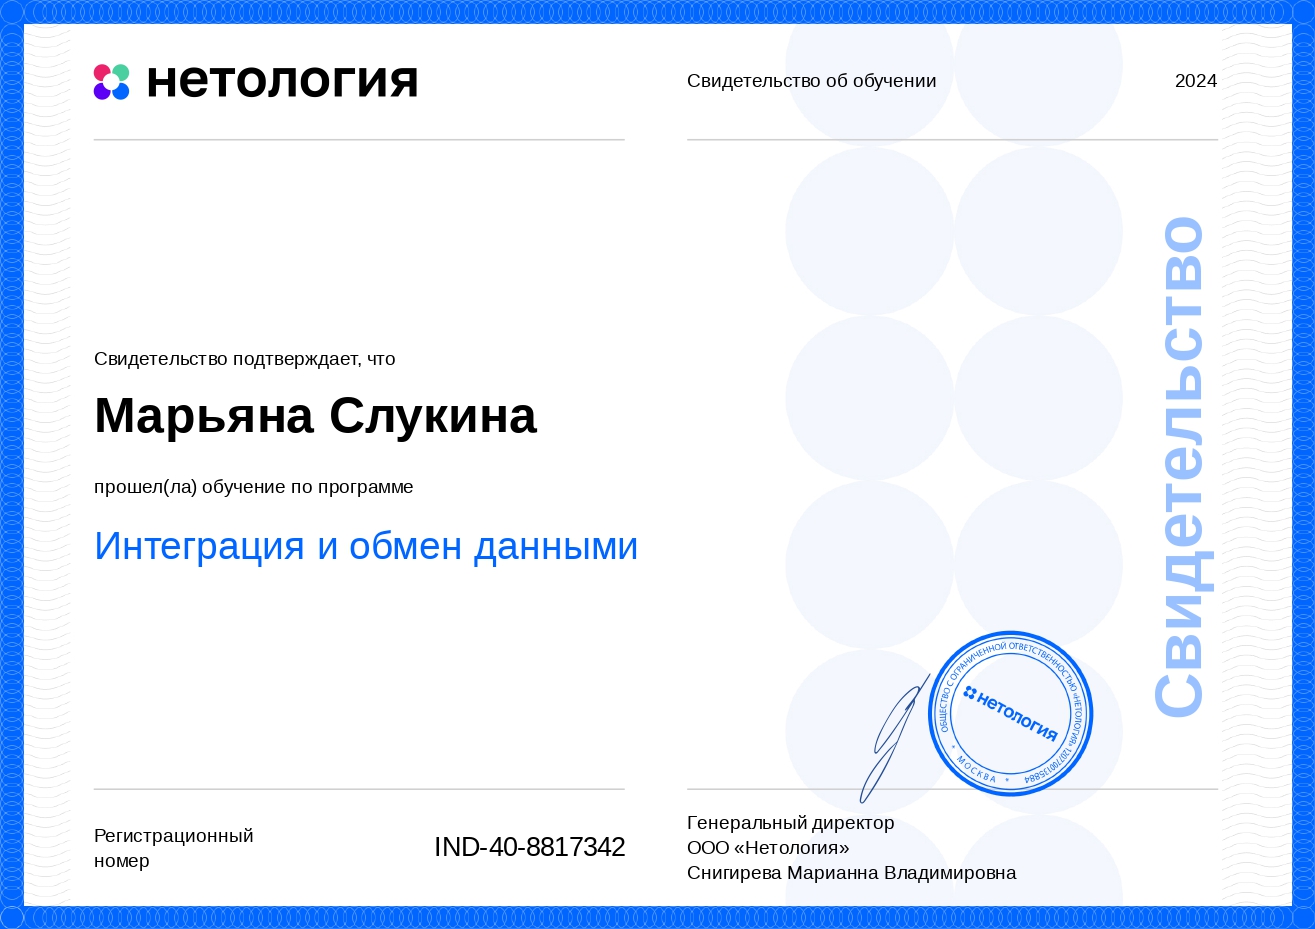 нетология
Свидетельство об обучении
2024
Свидетельство подтверждает, что
Марьяна Слукина
прошел(ла) обучение по программе
Интеграция и обмен данными
Свидетельство
ОБЩЕСТВО С ОГРАНИЧЕННОЙ ОТВЕТСТВЕННОСТЬЮ «НЕТОЛОГИЯ» 1207700135884
* МОСКВА *
нетология
Регистрационный
номер
IND-40-8817342
Генеральный директор
ООО «Нетология»
Снигирева Марианна Владимировна